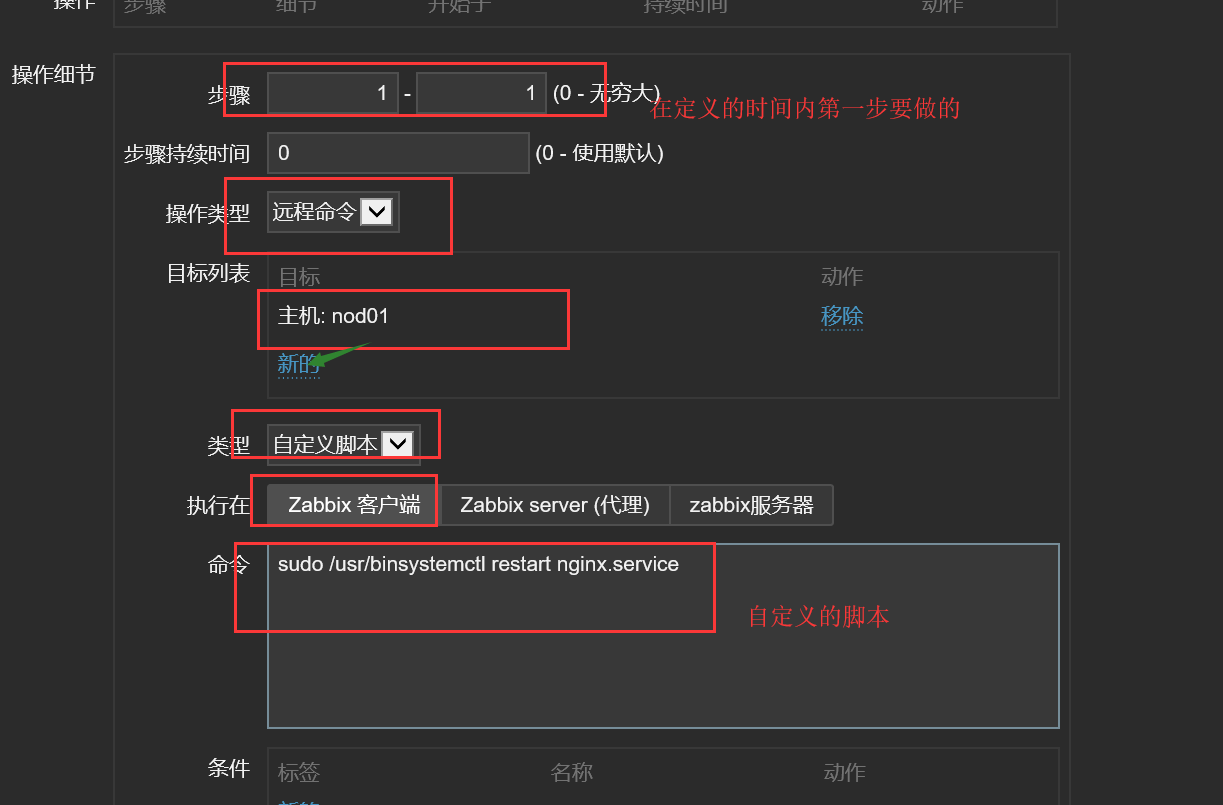 操作 步骤 细节 开始于 持续时间 动作
操作细节
步骤 1 - 1 (0 - 无穷大)
在定义的时间内第一步要做的
步骤持续时间 0 (0 - 使用默认)
操作类型 远程命令
目标列表 目标 动作
主机: nod01 移除
新的
类型 自定义脚本
执行在 Zabbix 客户端 Zabbix server (代理) zabbix服务器
命令 sudo /usr/binsystemctl restart nginx.service
自定义的脚本
条件 标签 名称 动作
新的